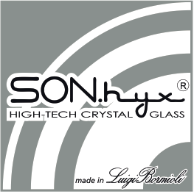 SON.hyx®
HIGH-TECH CRYSTAL GLASS
made in Luigi Bormioli